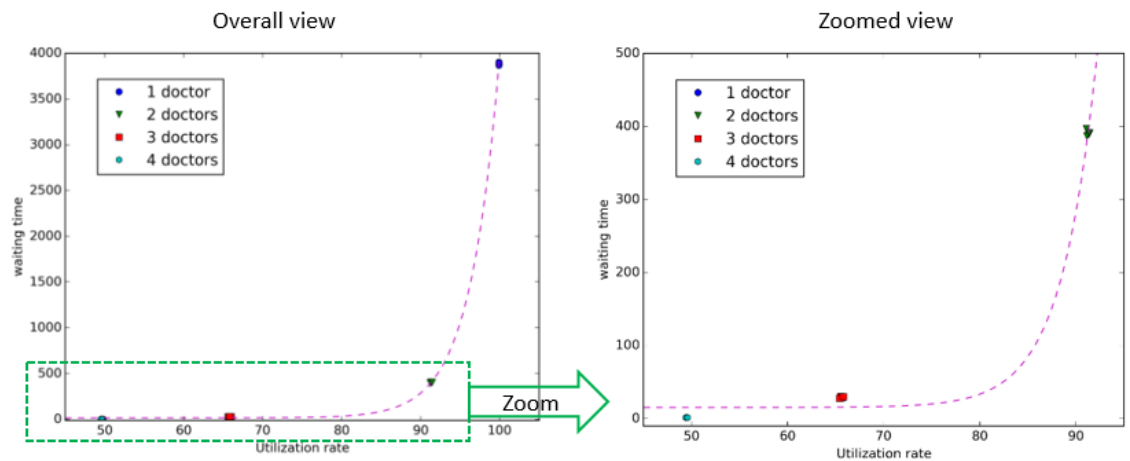 Overall view
Zoomed view
4000
3500
3000
2500
2000
1500
1000
500
0
waiting time
1 doctor
2 doctors
3 doctors
4 doctors
50 60 70 80 90 100
Utilization rate
Zoom
500
400
300
200
100
0
waiting time
1 doctor
2 doctors
3 doctors
4 doctors
50 60 70 80 90
Utilization rate